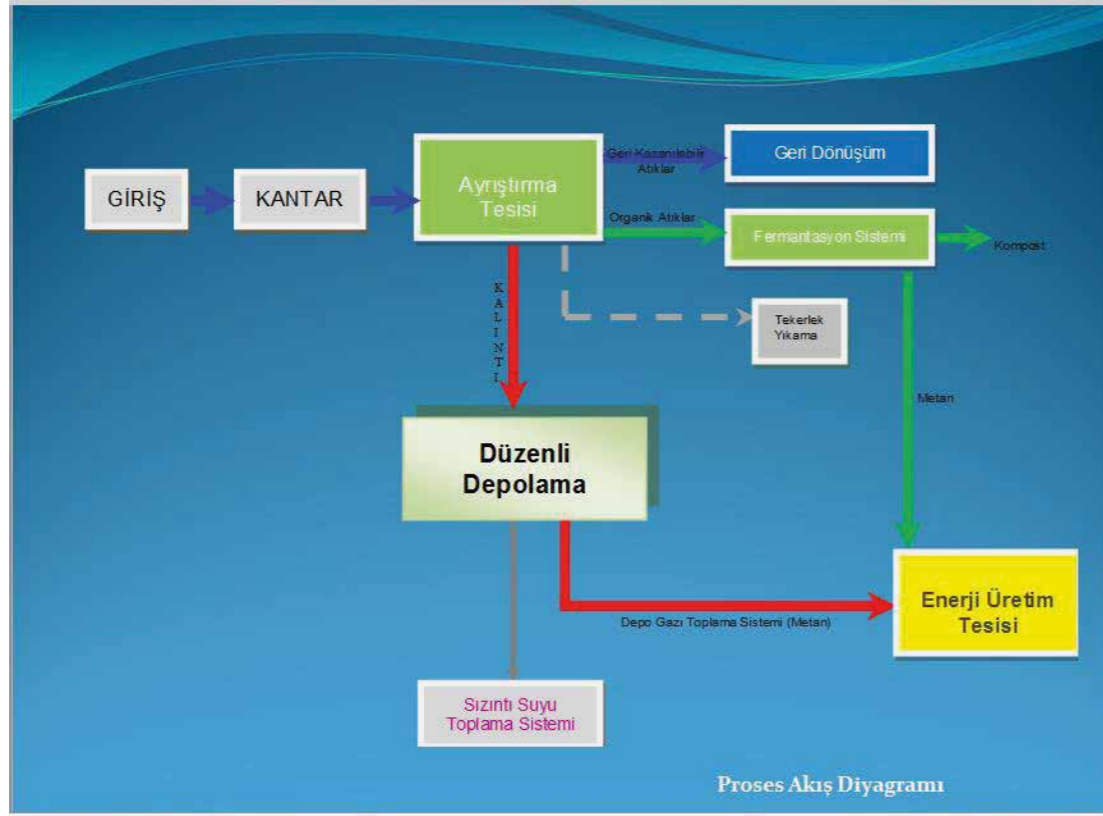 GİRİŞ
KANTAR
Ayrıştırma
Tesisi
Geri Kazanılabilir
Atıklar
Geri Dönüşüm
Organik Atıklar
Fermantasyon Sistemi
Kompost
KALINTI
Tekerlek
Yıkama
Metan
Düzenli
Depolama
Depo Gazı Toplama Sistemi (Metan)
Enerji Üretim
Tesisi
Sızıntı Suyu
Toplama Sistemi
Proses Akış Diyagramı